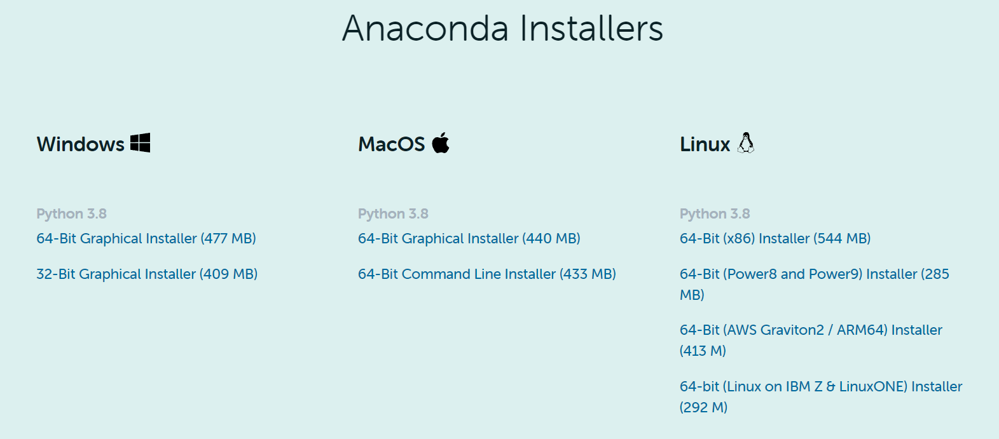 Anaconda Installers
Windows
Python 3.8
64-Bit Graphical Installer (477 MB)
32-Bit Graphical Installer (409 MB)
MacOS
Python 3.8
64-Bit Graphical Installer (440 MB)
64-Bit Command Line Installer (433 MB)
Linux
Python 3.8
64-Bit (x86) Installer (544 MB)
64-Bit (Power8 and Power9) Installer (285
MB)
64-Bit (AWS Graviton2 / ARM64) Installer
(413 M)
64-bit (Linux on IBM Z & LinuxONE) Installer
(292 M)